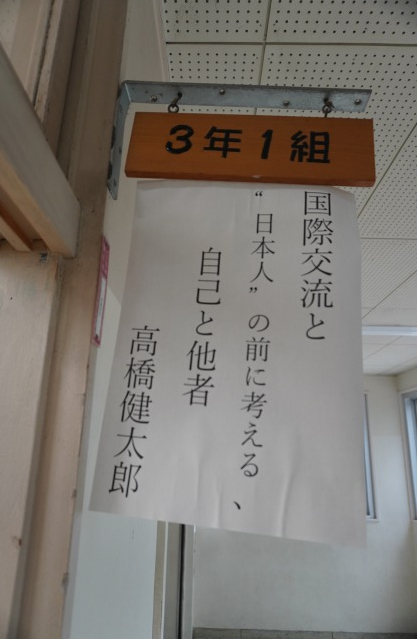 3年1組
国際交流と
“日本人”の前に考える、
自己と他者
高橋健太郎